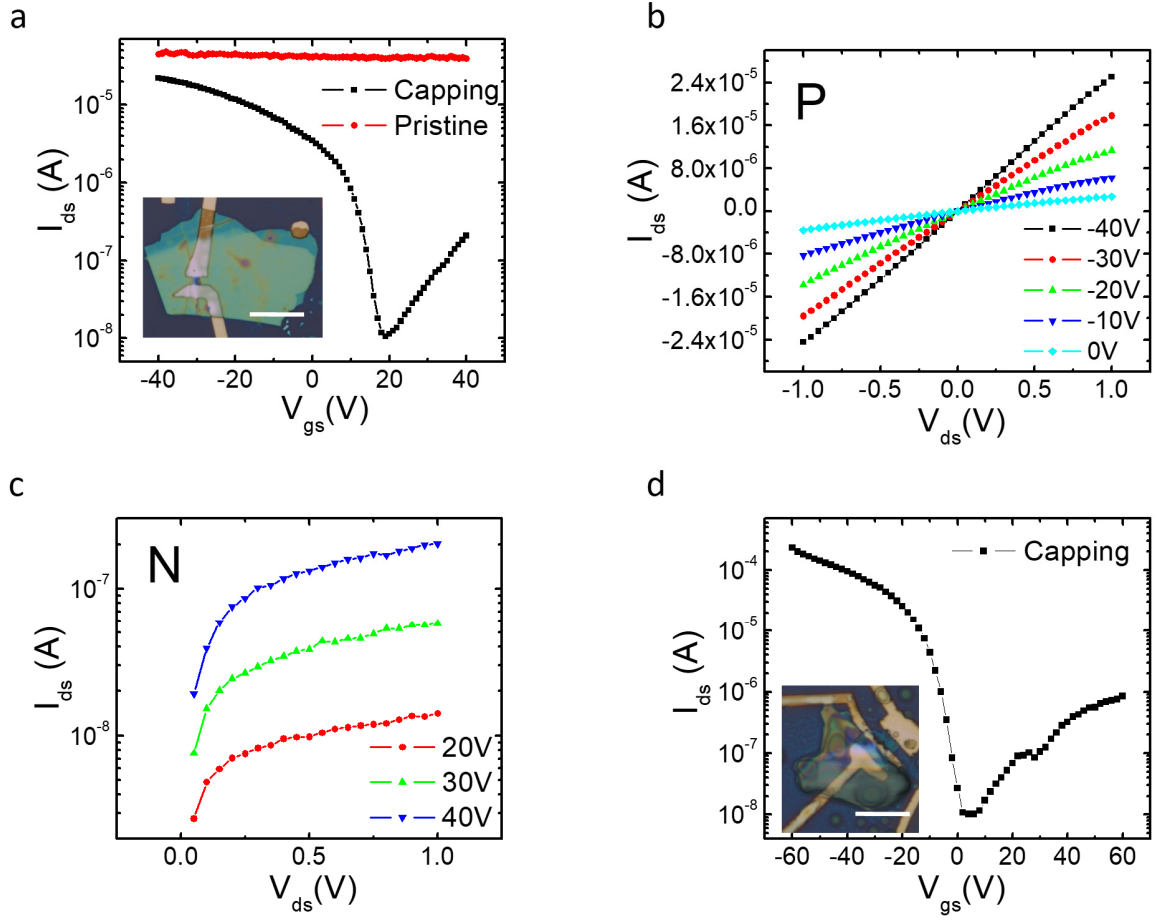 a
10⁻⁵
10⁻⁶
10⁻⁷
10⁻⁸
I_ds (A)
Capping
Pristine
-40 -20 0 20 40
V_gs(V)
b
P
2.4x10⁻⁵
1.6x10⁻⁵
8.0x10⁻⁶
0.0
-8.0x10⁻⁶
-1.6x10⁻⁵
-2.4x10⁻⁵
I_ds (A)
-40V
-30V
-20V
-10V
0V
-1.0 -0.5 0.0 0.5 1.0
V_ds(V)
c
N
10⁻⁷
10⁻⁸
I_ds (A)
20V
30V
40V
0.0 0.5 1.0
V_ds(V)
d
Capping
10⁻⁴
10⁻⁵
10⁻⁶
10⁻⁷
10⁻⁸
I_ds (A)
-60 -40 -20 0 20 40 60
V_gs(V)